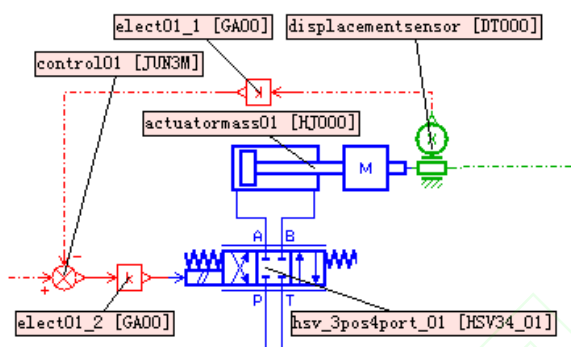 elect01_1 [GA00]
displacementsensor [DT000]
control01 [JUN3M]
k
actuatormass01 [HJ000]
x
M
-
A B
+
k
P T
elect01_2 [GA00]
hsv_3pos4port_01 [HSV34_01]